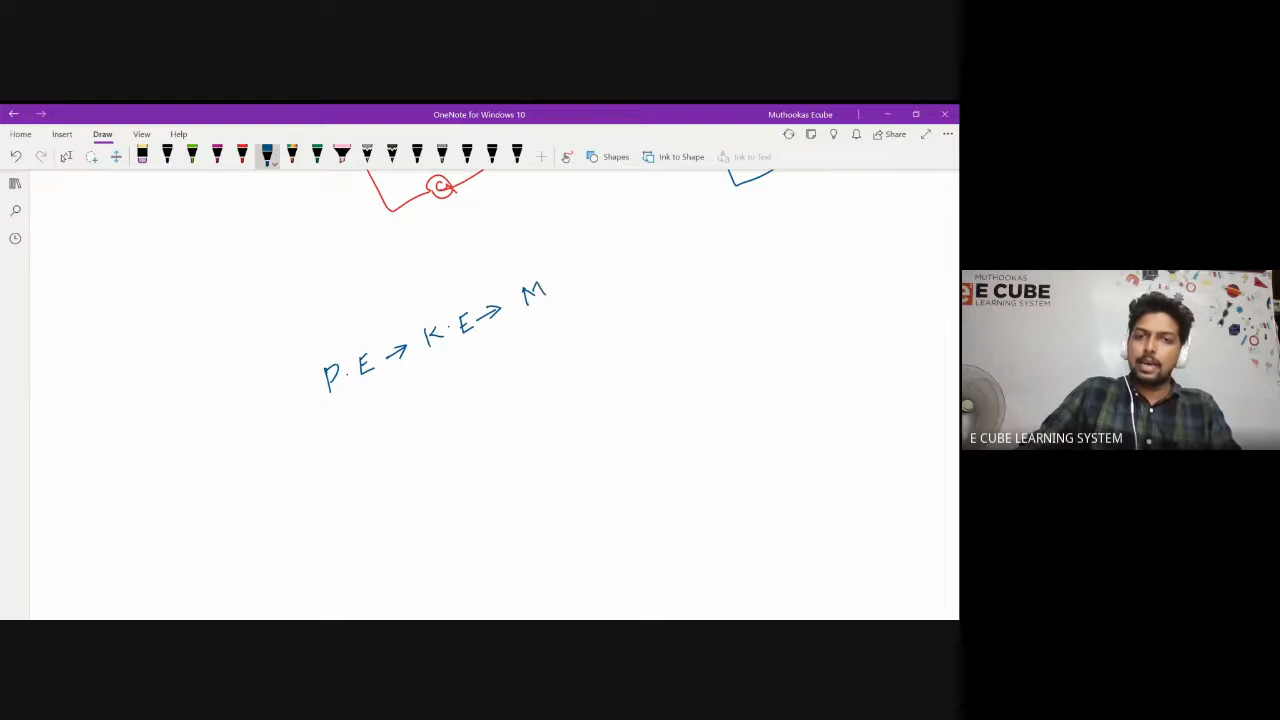 OneNote for Windows 10
Muthookas Ecube
Home Insert Draw View Help
Share
Shapes Ink to Shape Ink to Text
P.E → K.E → M
MUTHOOKAS
E CUBE
LEARNING SYSTEM
E CUBE LEARNING SYSTEM